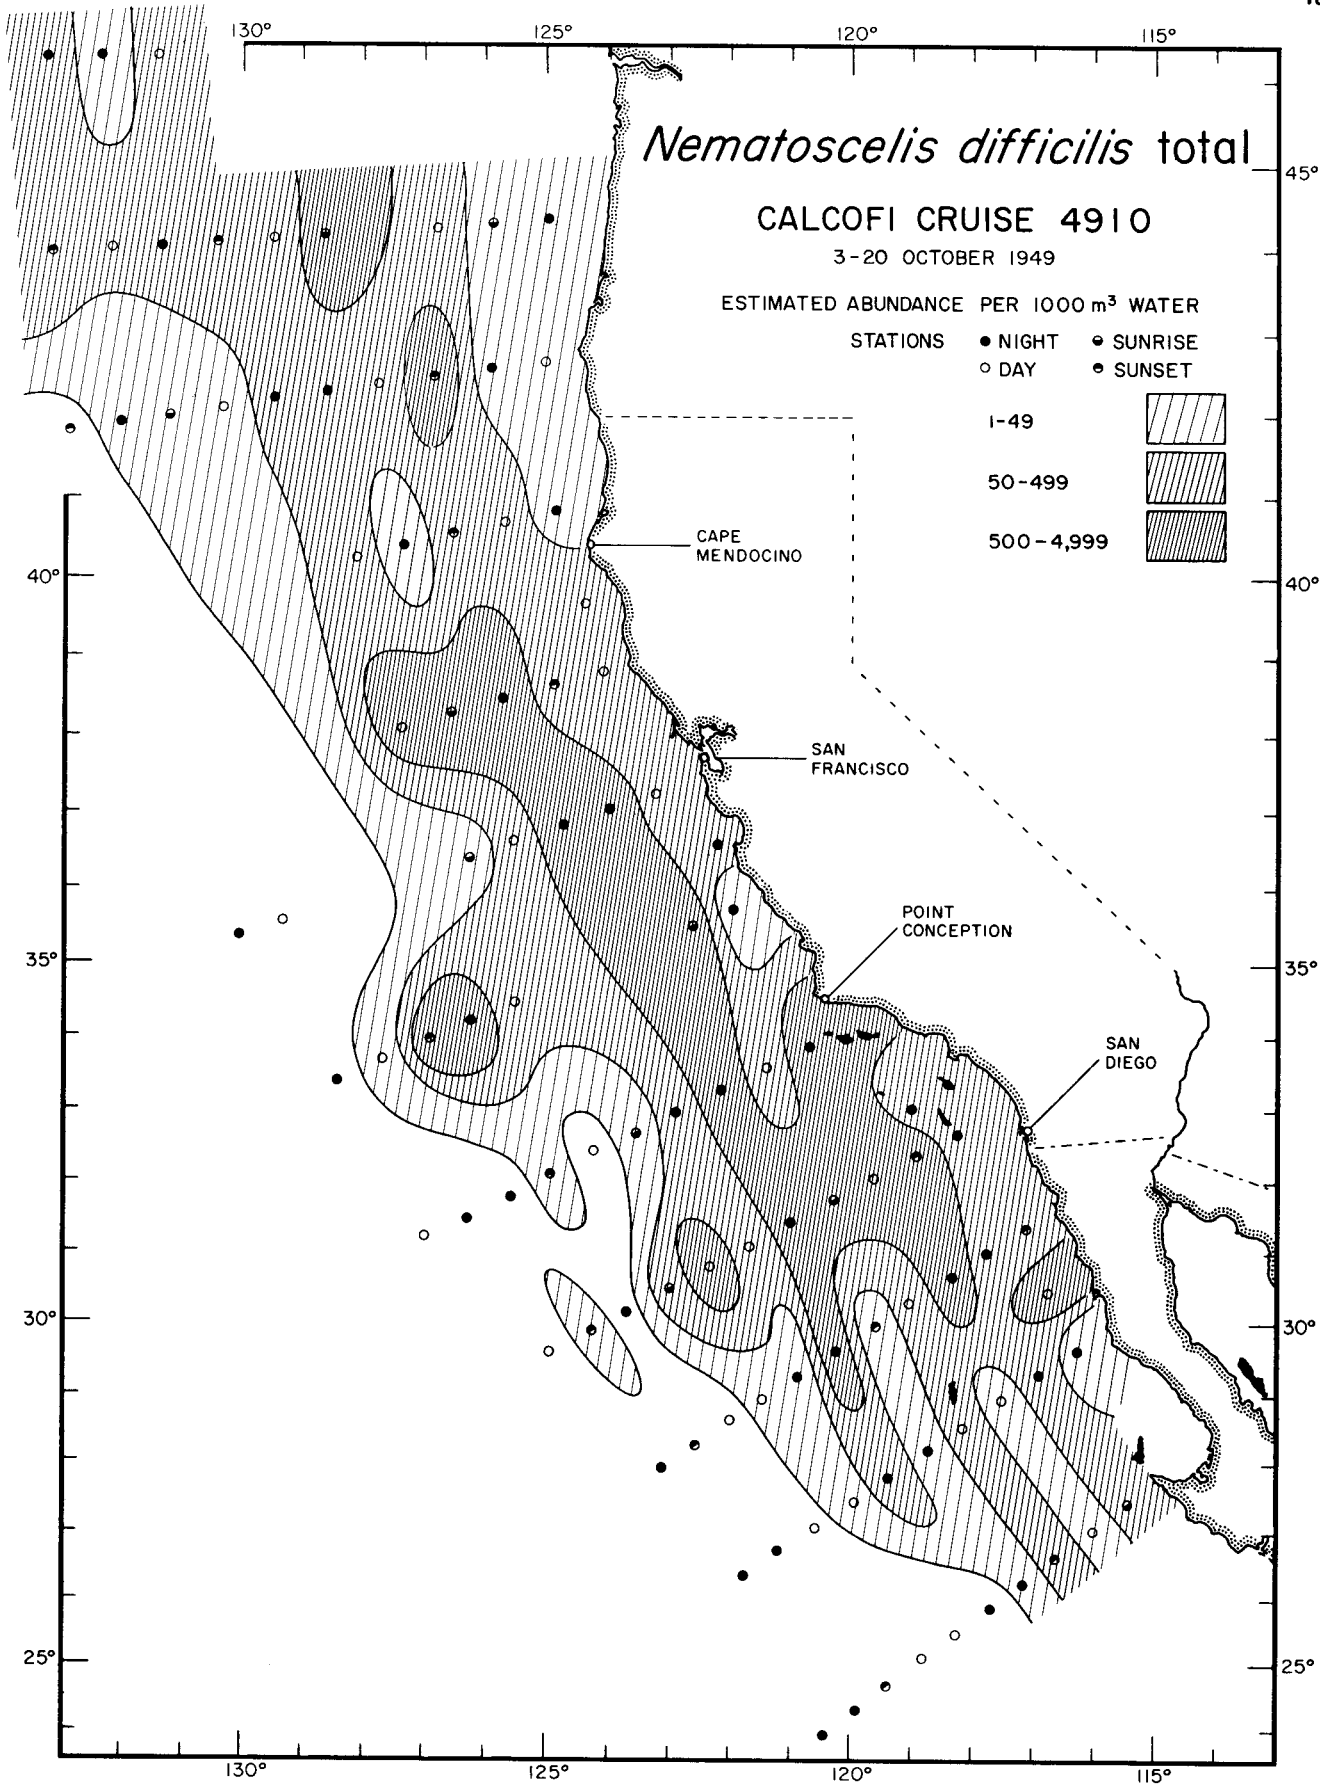 130° 125° 120° 115°
Nematoscelis difficilis total
45°
CALCOFI CRUISE 4910
3-20 OCTOBER 1949
ESTIMATED ABUNDANCE PER 1000 m³ WATER
STATIONS ● NIGHT SUNRISE
○ DAY SUNSET
1-49
50-499
500-4,999
CAPE
MENDOCINO
40° 40°
SAN
FRANCISCO
POINT
CONCEPTION
35° 35°
SAN
DIEGO
30° 30°
25° 25°
130° 125° 120° 115°